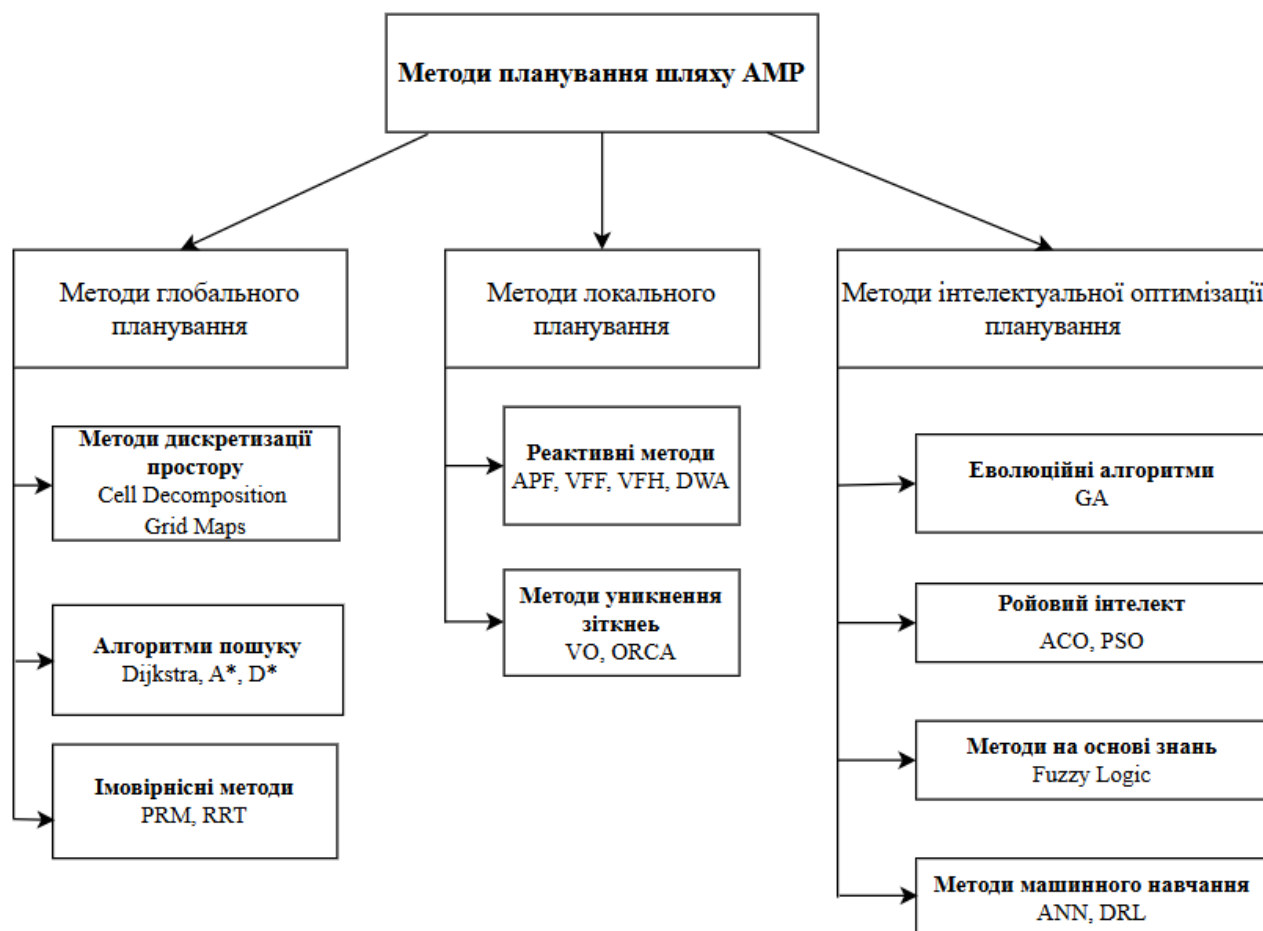 Методи планування шляху АМР
Методи глобального
планування
Методи дискретизації
простору
Cell Decomposition
Grid Maps
Алгоритми пошуку
Dijkstra, A*, D*
Імовірнісні методи
PRM, RRT
Методи локального
планування
Реактивні методи
APF, VFF, VFH, DWA
Методи уникнення
зіткнеь
VO, ORCA
Методи інтелектуальної оптимізації
планування
Еволюційні алгоритми
GA
Ройовий інтелект
ACO, PSO
Методи на основі знань
Fuzzy Logic
Методи машинного навчання
ANN, DRL